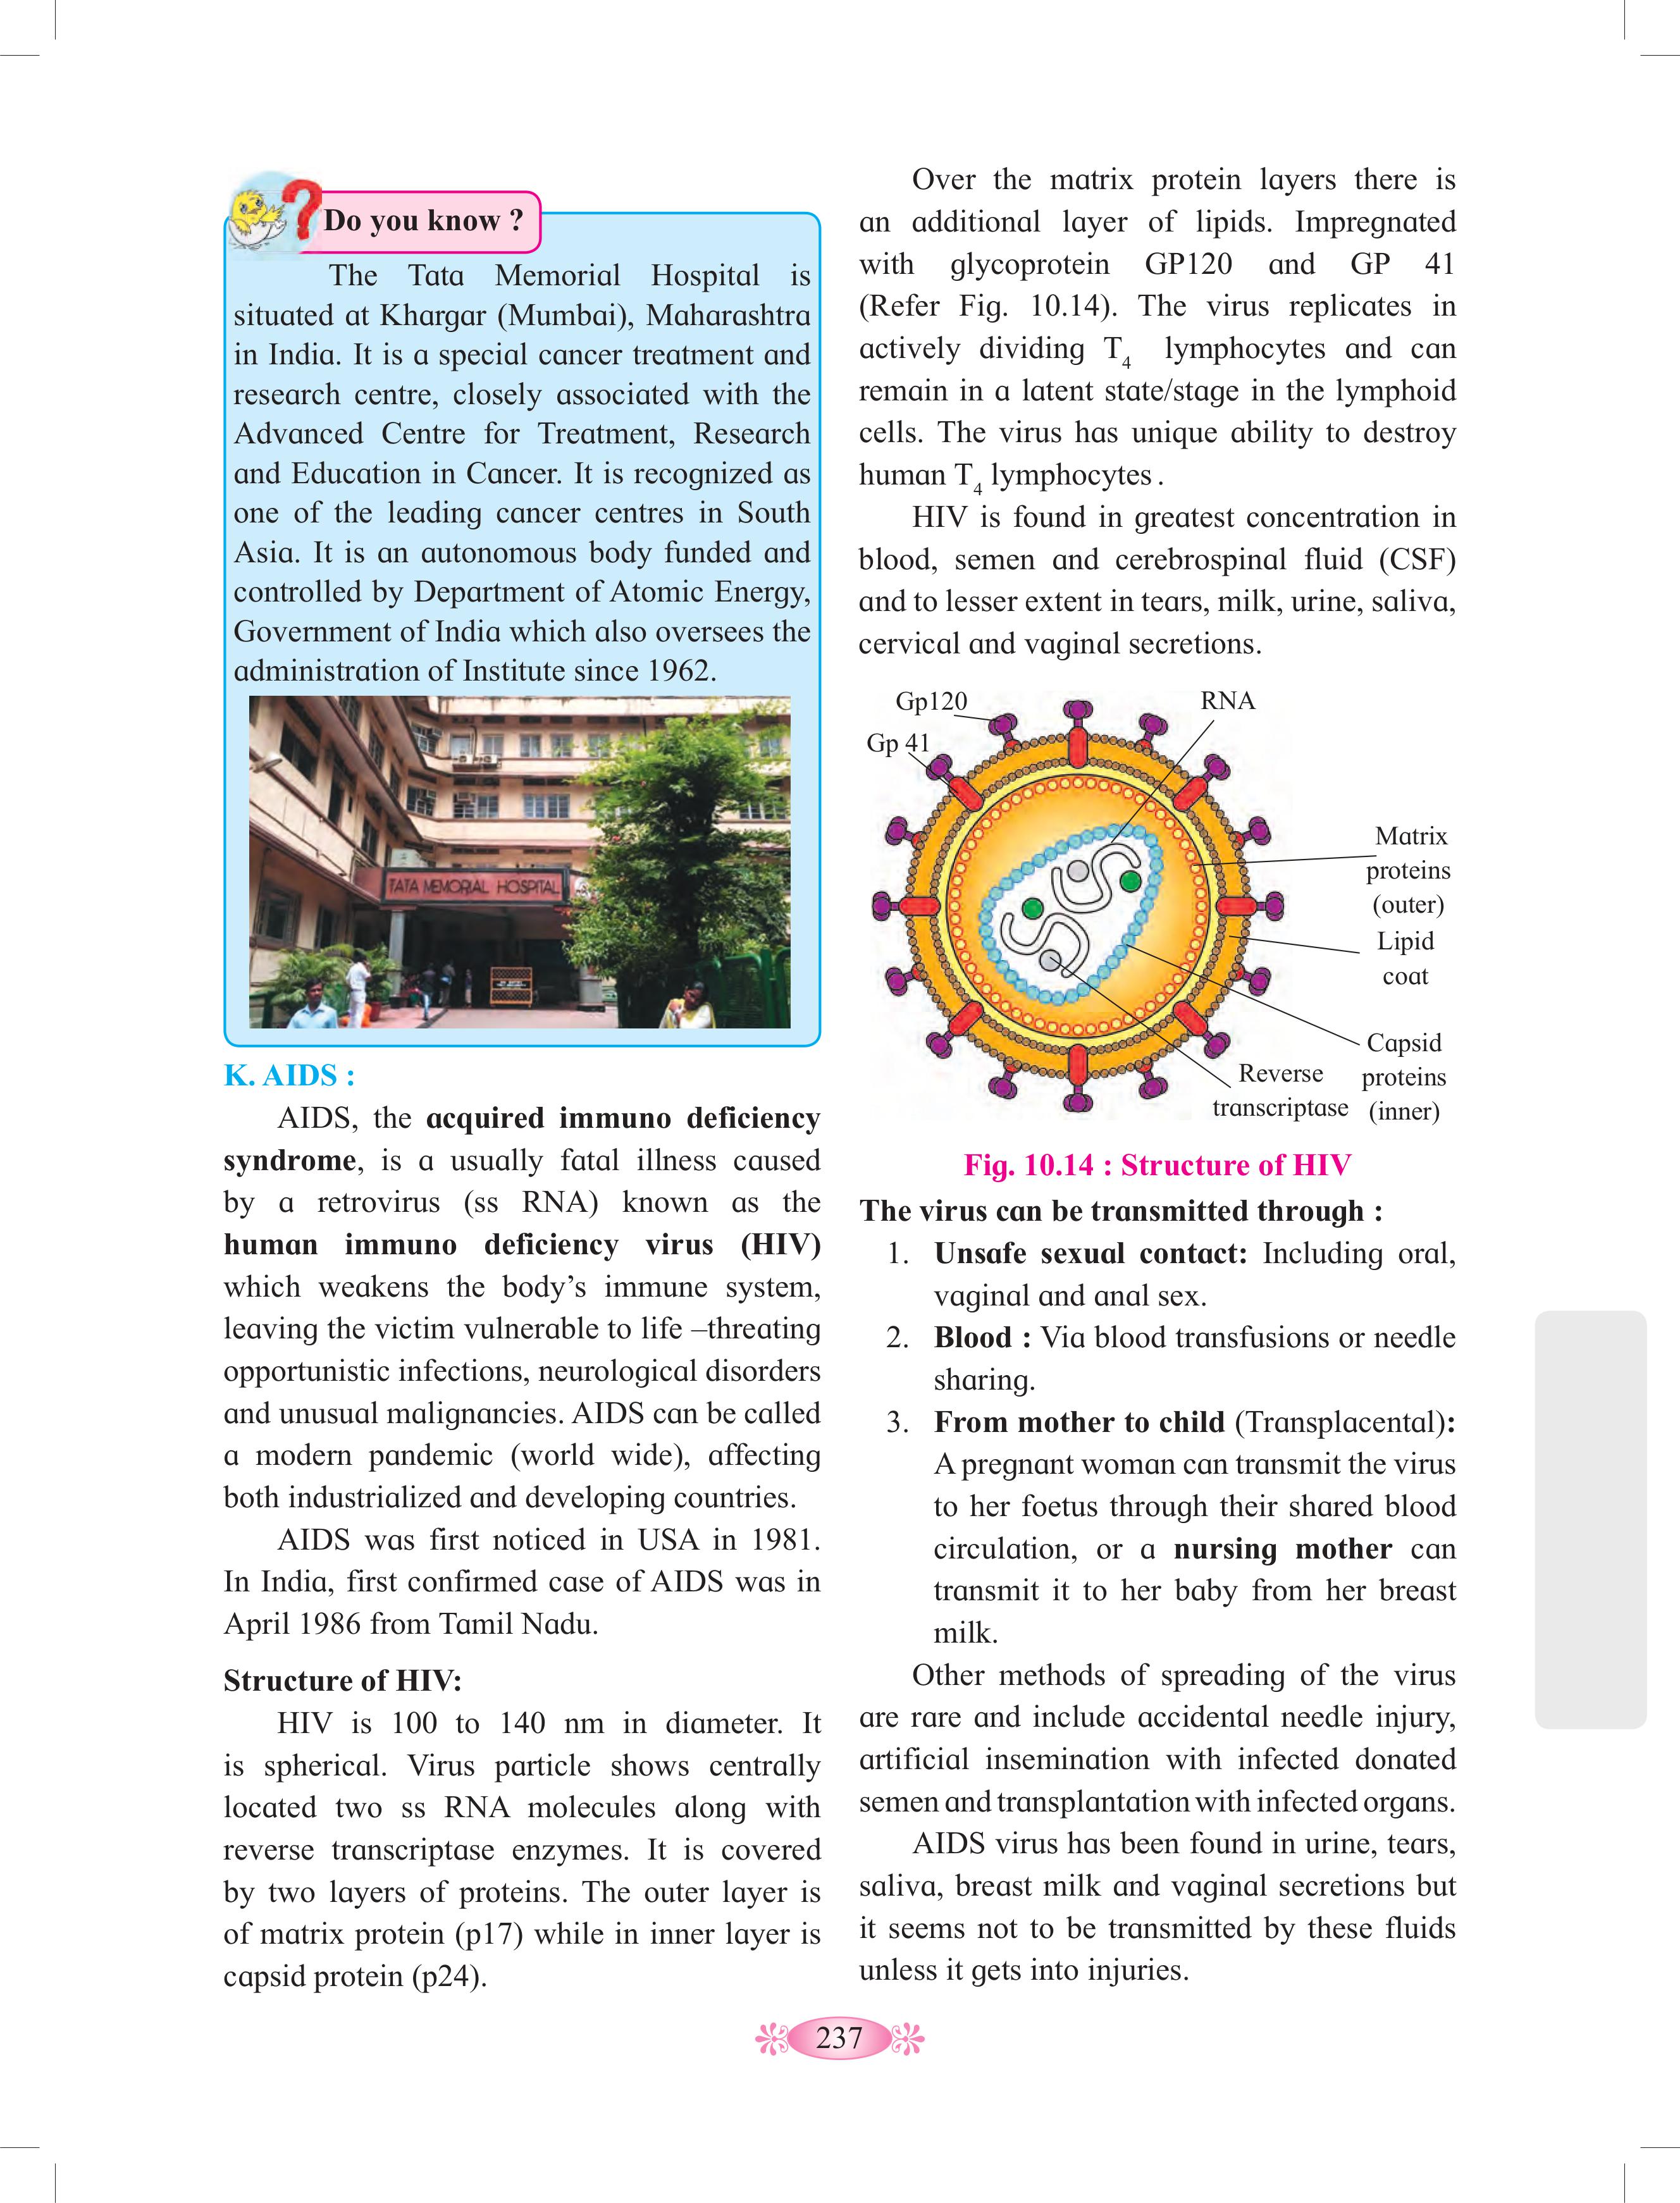 Do you know ?
The Tata Memorial Hospital is
situated at Khargar (Mumbai), Maharashtra
in India. It is a special cancer treatment and
research centre, closely associated with the
Advanced Centre for Treatment, Research
and Education in Cancer. It is recognized as
one of the leading cancer centres in South
Asia. It is an autonomous body funded and
controlled by Department of Atomic Energy,
Government of India which also oversees the
administration of Institute since 1962.
TATA MEMORIAL HOSPITAL
K. AIDS :
AIDS, the acquired immuno deficiency
syndrome, is a usually fatal illness caused
by a retrovirus (ss RNA) known as the
human immuno deficiency virus (HIV)
which weakens the body’s immune system,
leaving the victim vulnerable to life –threating
opportunistic infections, neurological disorders
and unusual malignancies. AIDS can be called
a modern pandemic (world wide), affecting
both industrialized and developing countries.
AIDS was first noticed in USA in 1981.
In India, first confirmed case of AIDS was in
April 1986 from Tamil Nadu.
Structure of HIV:
HIV is 100 to 140 nm in diameter. It
is spherical. Virus particle shows centrally
located two ss RNA molecules along with
reverse transcriptase enzymes. It is covered
by two layers of proteins. The outer layer is
of matrix protein (p17) while in inner layer is
capsid protein (p24).
Over the matrix protein layers there is
an additional layer of lipids. Impregnated
with glycoprotein GP120 and GP 41
(Refer Fig. 10.14). The virus replicates in
actively dividing T4 lymphocytes and can
remain in a latent state/stage in the lymphoid
cells. The virus has unique ability to destroy
human T4 lymphocytes .
HIV is found in greatest concentration in
blood, semen and cerebrospinal fluid (CSF)
and to lesser extent in tears, milk, urine, saliva,
cervical and vaginal secretions.
Gp120
RNA
Gp 41
Matrix
proteins
(outer)
Lipid
coat
Capsid
proteins
(inner)
Reverse
transcriptase
Fig. 10.14 : Structure of HIV
The virus can be transmitted through :
1. Unsafe sexual contact: Including oral,
vaginal and anal sex.
2. Blood : Via blood transfusions or needle
sharing.
3. From mother to child (Transplacental):
A pregnant woman can transmit the virus
to her foetus through their shared blood
circulation, or a nursing mother can
transmit it to her baby from her breast
milk.
Other methods of spreading of the virus
are rare and include accidental needle injury,
artificial insemination with infected donated
semen and transplantation with infected organs.
AIDS virus has been found in urine, tears,
saliva, breast milk and vaginal secretions but
it seems not to be transmitted by these fluids
unless it gets into injuries.
237